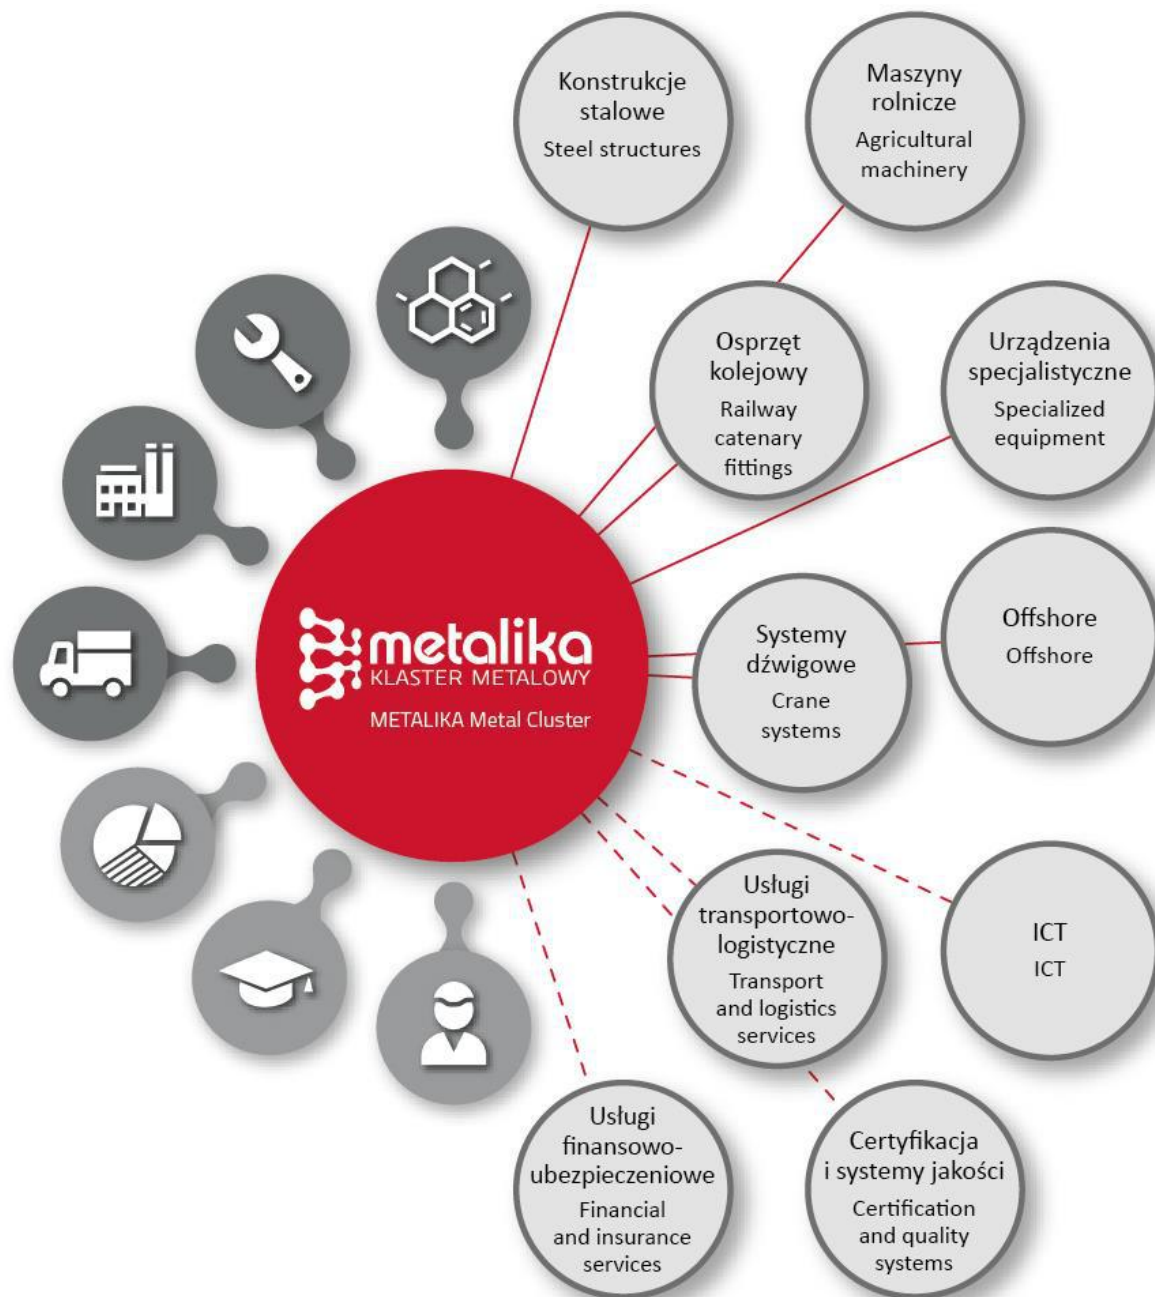 Konstrukcje
stalowe
Steel structures
Maszyny
rolnicze
Agricultural
machinery
Osprzęt
kolejowy
Railway
catenary
fittings
Urządzenia
specjalistyczne
Specialized
equipment
Systemy
dźwigowe
Crane
systems
Offshore
Offshore
metalika
KLASTER METALOWY
METALIKA Metal Cluster
Usługi
transportowo-
logistyczne
Transport
and logistics
services
ICT
ICT
Usługi
finansowo-
ubezpieczeniowe
Financial
and insurance
services
Certyfikacja
i systemy jakości
Certification
and quality
systems